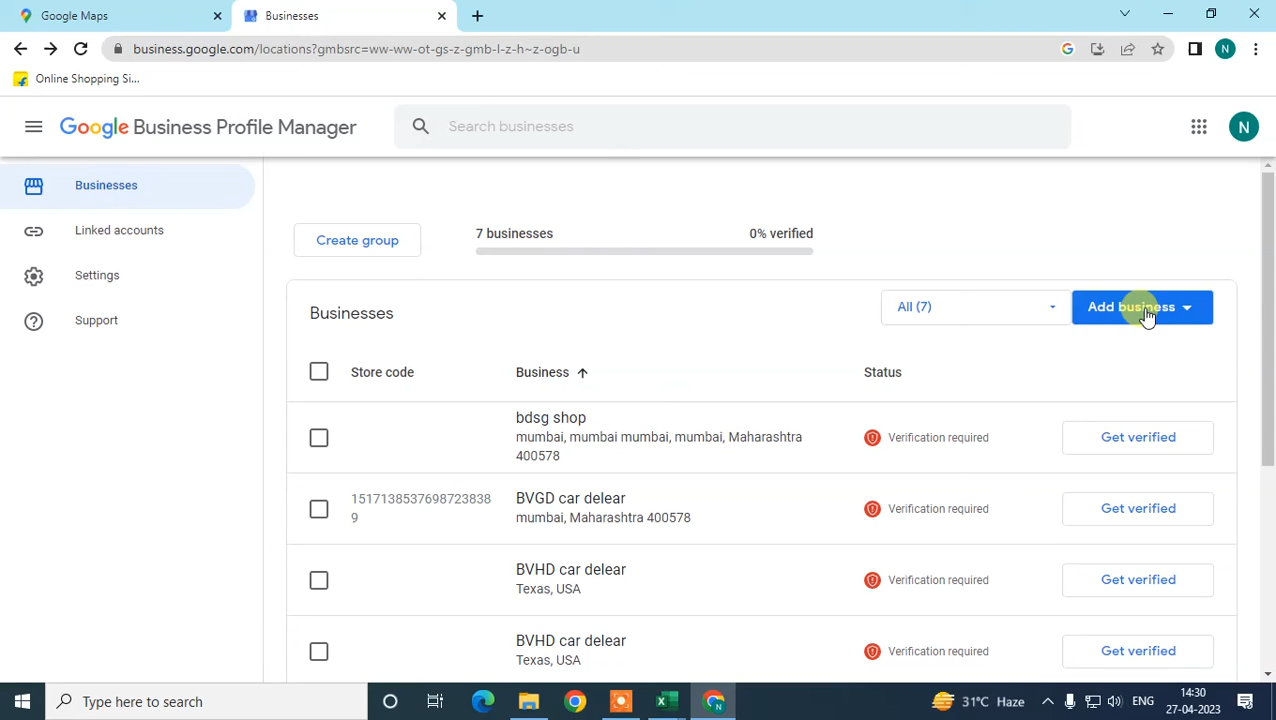 Google Maps
Businesses
business.google.com/locations?gmbsrc=ww-ww-ot-gs-z-gmb-l-z-h~z-ogb-u
N
Online Shopping Si...
Google Business Profile Manager
Search businesses
N
Businesses
Linked accounts
Settings
Support
Create group
7 businesses
0% verified
Businesses
All (7)
Add business
Store code
Business
Status
bdsg shop
mumbai, mumbai mumbai, mumbai, Maharashtra
400578
Verification required
Get verified
1517138537698723838
9
BVGD car delear
mumbai, Maharashtra 400578
Verification required
Get verified
BVHD car delear
Texas, USA
Verification required
Get verified
BVHD car delear
Texas, USA
Verification required
Get verified
Type here to search
N
31°C Haze
ENG
14:30
27-04-2023